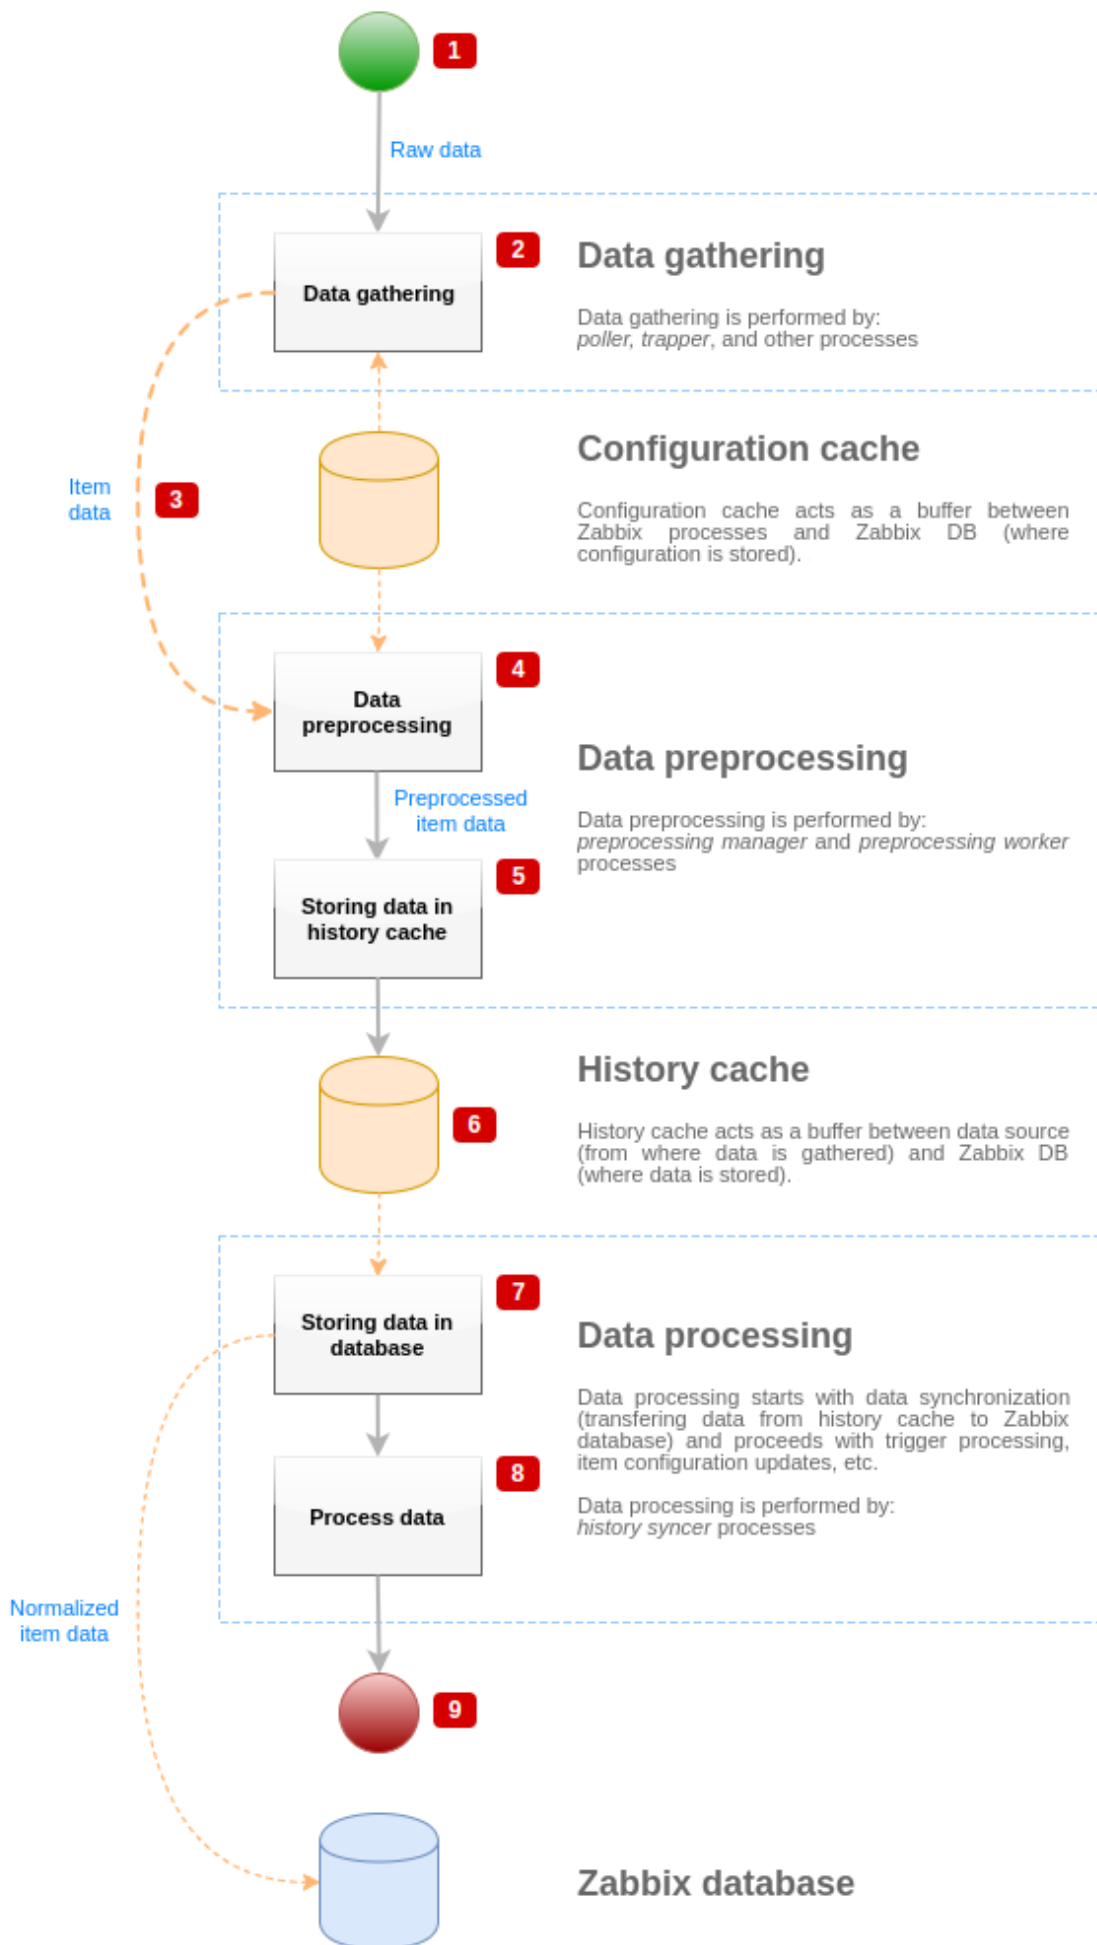 1
Raw data
2
Data gathering
Data gathering
Data gathering is performed by:
poller, trapper, and other processes
Item
data
3
Configuration cache
Configuration cache acts as a buffer between
Zabbix processes and Zabbix DB (where
configuration is stored).
4
Data
preprocessing
Preprocessed
item data
Data preprocessing
Data preprocessing is performed by:
preprocessing manager and preprocessing worker
processes
5
Storing data in
history cache
History cache
6
History cache acts as a buffer between data source
(from where data is gathered) and Zabbix DB
(where data is stored).
7
Storing data in
database
Data processing
Data processing starts with data synchronization
(transfering data from history cache to Zabbix
database) and proceeds with trigger processing,
item configuration updates, etc.
8
Process data
Data processing is performed by:
history syncer processes
Normalized
item data
9
Zabbix database